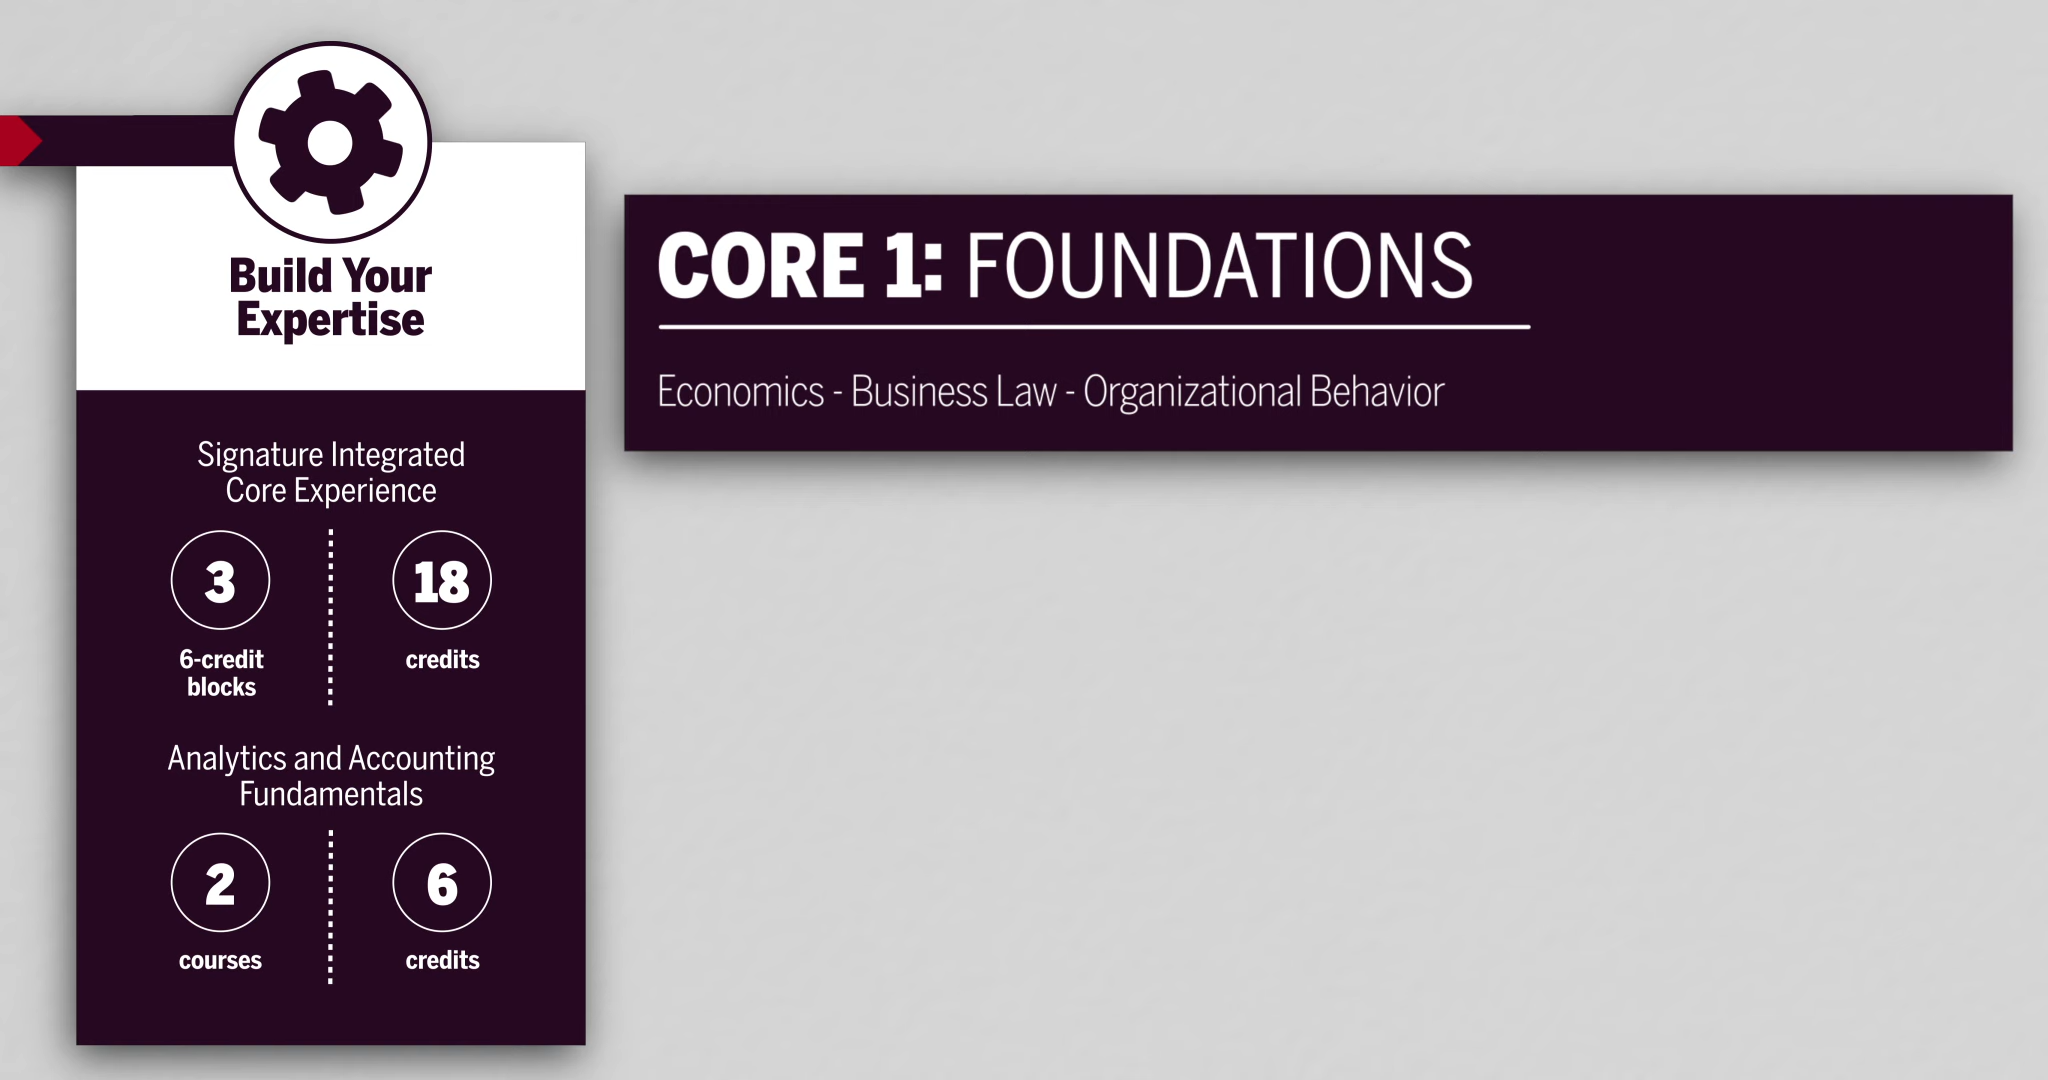 Build Your
Expertise
Signature Integrated
Core Experience
3
18
6-credit
blocks
credits
Analytics and Accounting
Fundamentals
2
6
courses
credits
CORE 1: FOUNDATIONS
Economics - Business Law - Organizational Behavior